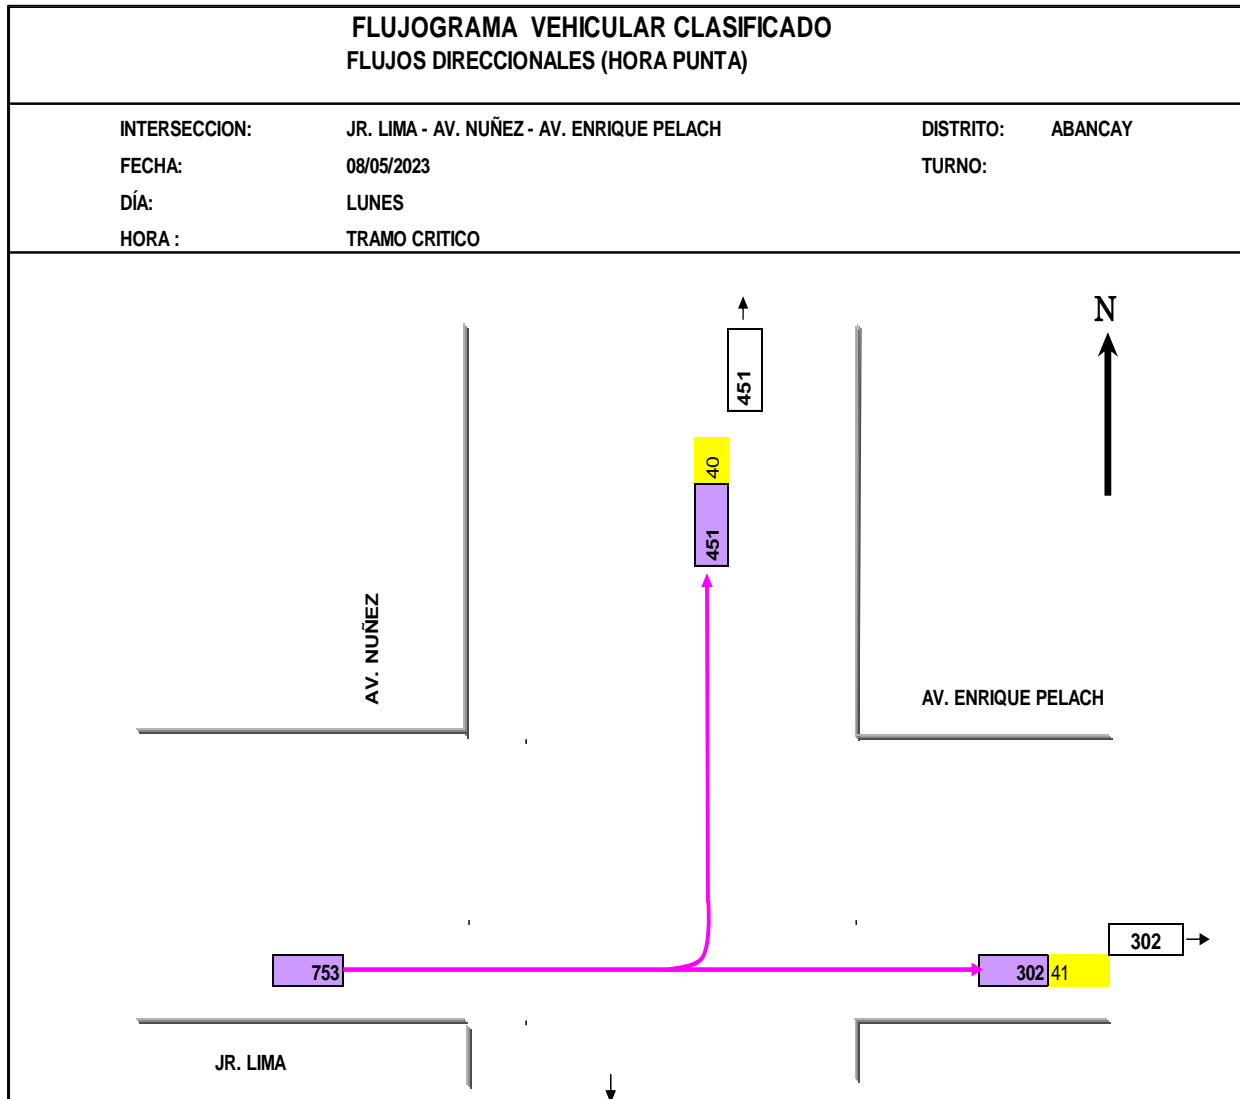 FLUJOGRAMA VEHICULAR CLASIFICADO
FLUJOS DIRECCIONALES (HORA PUNTA)
INTERSECCION: JR. LIMA - AV. NUÑEZ - AV. ENRIQUE PELACH DISTRITO: ABANCAY
FECHA: 08/05/2023 TURNO:
DÍA: LUNES
HORA : TRAMO CRITICO
N
451
40
451
AV. NUÑEZ
AV. ENRIQUE PELACH
302
753
302 41
JR. LIMA